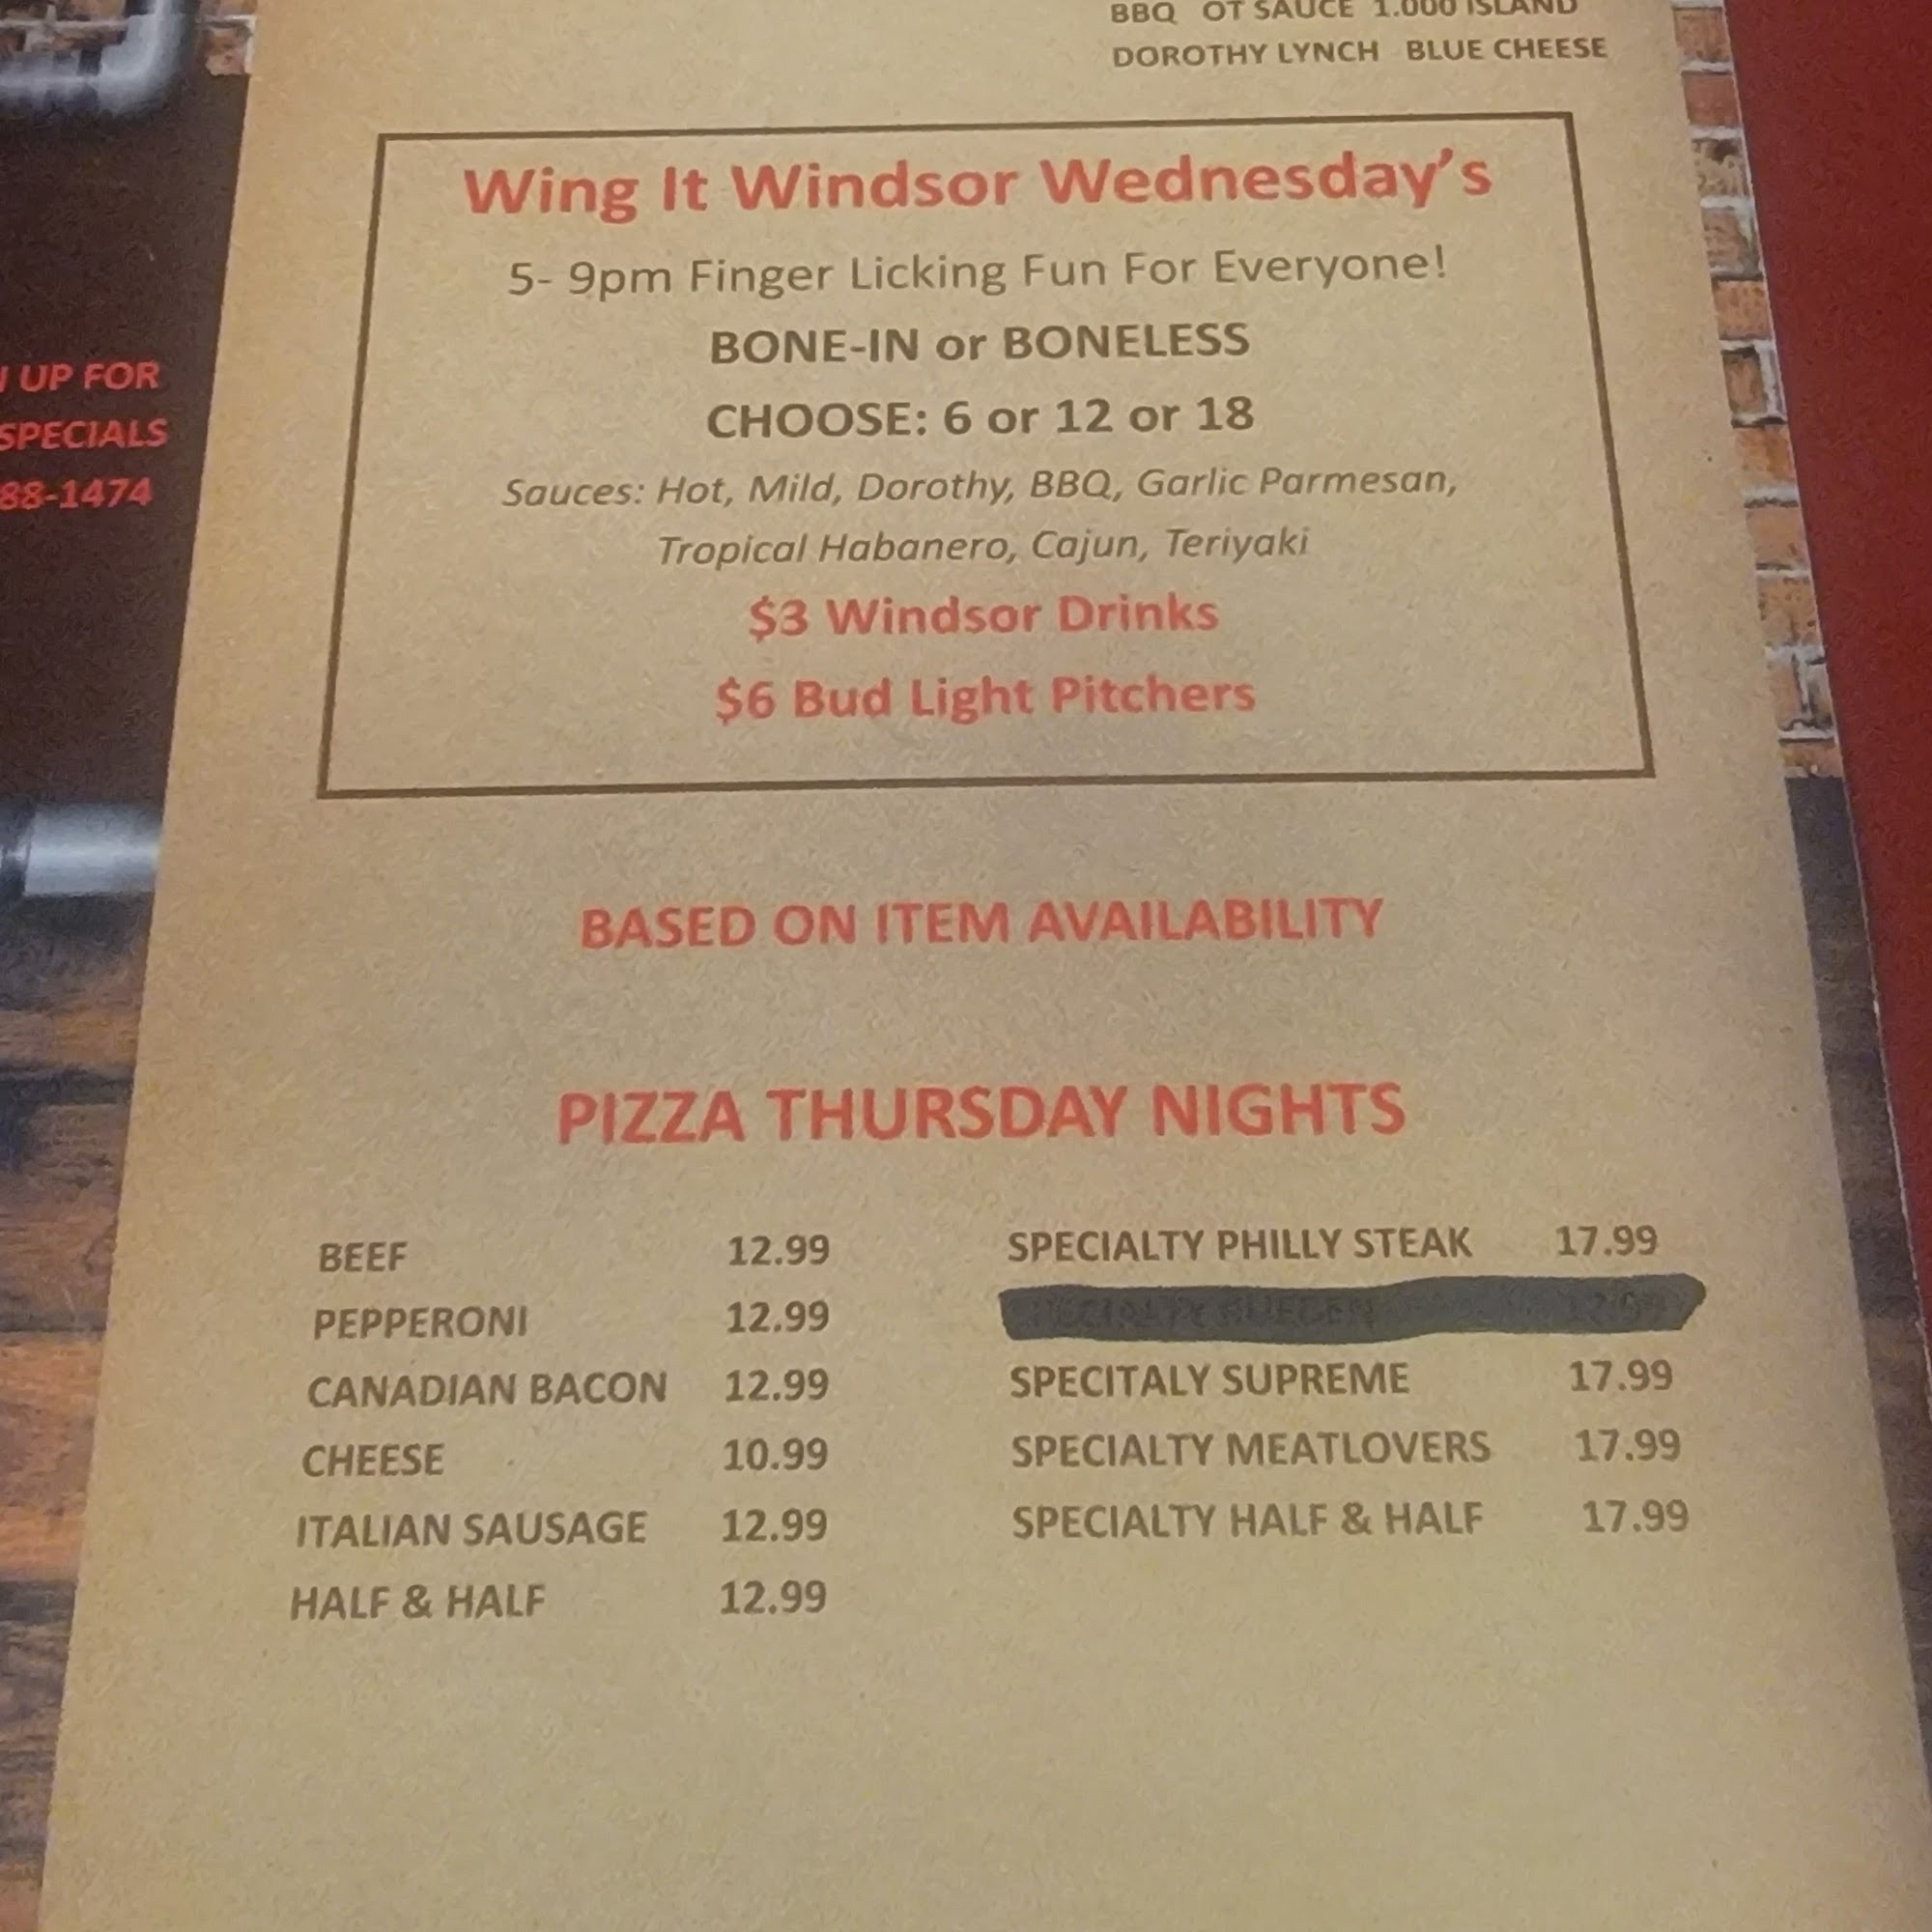 BBQ OT SAUCE 1.000 ISLAND
DOROTHY LYNCH BLUE CHEESE
Wing It Windsor Wednesday's
5- 9pm Finger Licking Fun For Everyone!
BONE-IN or BONELESS
CHOOSE: 6 or 12 or 18
Sauces: Hot, Mild, Dorothy, BBQ, Garlic Parmesan,
Tropical Habanero, Cajun, Teriyaki
$3 Windsor Drinks
$6 Bud Light Pitchers
UP FOR
SPECIALS
88-1474
BASED ON ITEM AVAILABILITY
PIZZA THURSDAY NIGHTS
BEEF 12.99
PEPPERONI 12.99
CANADIAN BACON 12.99
CHEESE 10.99
ITALIAN SAUSAGE 12.99
HALF & HALF 12.99
SPECIALTY PHILLY STEAK 17.99
SPECITALY SUPREME 17.99
SPECIALTY MEATLOVERS 17.99
SPECIALTY HALF & HALF 17.99